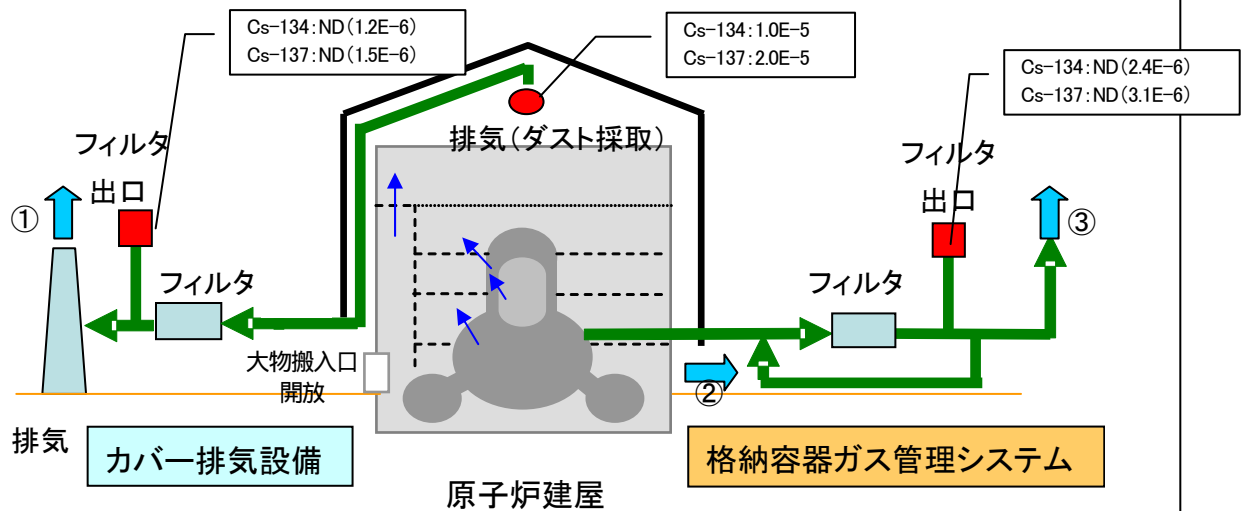 Cs-134:ND(1.2E-6)
Cs-137:ND(1.5E-6)
Cs-134:1.0E-5
Cs-137:2.0E-5
Cs-134:ND(2.4E-6)
Cs-137:ND(3.1E-6)
フィルタ
出口
排気(ダスト採取)
フィルタ
出口
①
③
フィルタ
フィルタ
大物搬入口
開放
②
排気
カバー排気設備
格納容器ガス管理システム
原子炉建屋